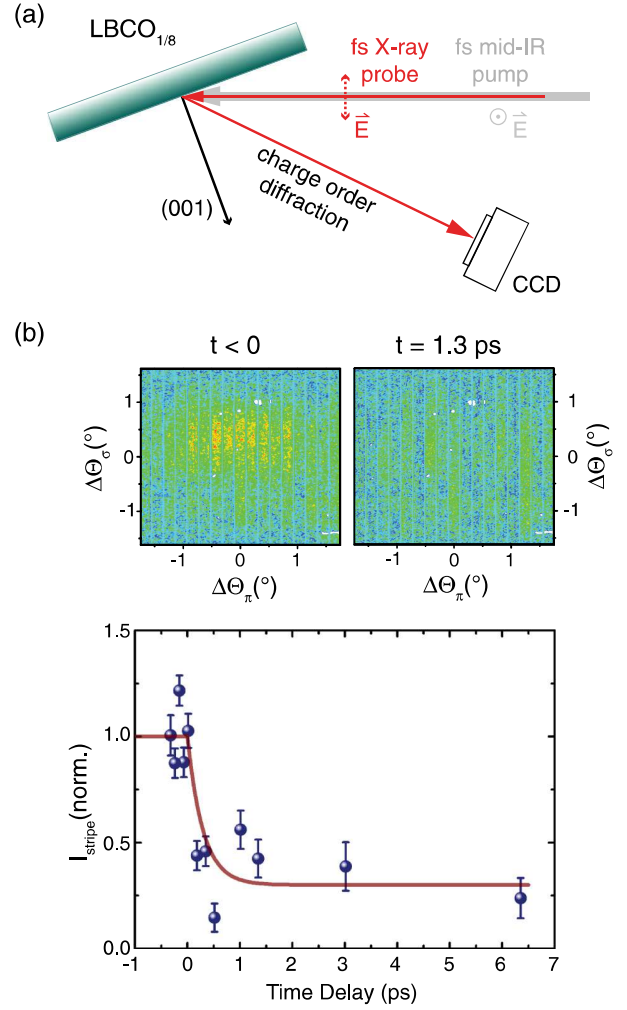 (a)
LBCO1/8
fs X-ray
probe
fs mid-IR
pump
E
E
charge order
diffraction
(001)
CCD
(b)
t < 0
t = 1.3 ps
ΔΘσ(°)
1
0
-1
-1 0 1
ΔΘπ(°)
-1 0 1
ΔΘπ(°)
1
0
-1
ΔΘσ(°)
Istripe(norm.)
1.5
1.0
0.5
0.0
-1 0 1 2 3 4 5 6 7
Time Delay (ps)